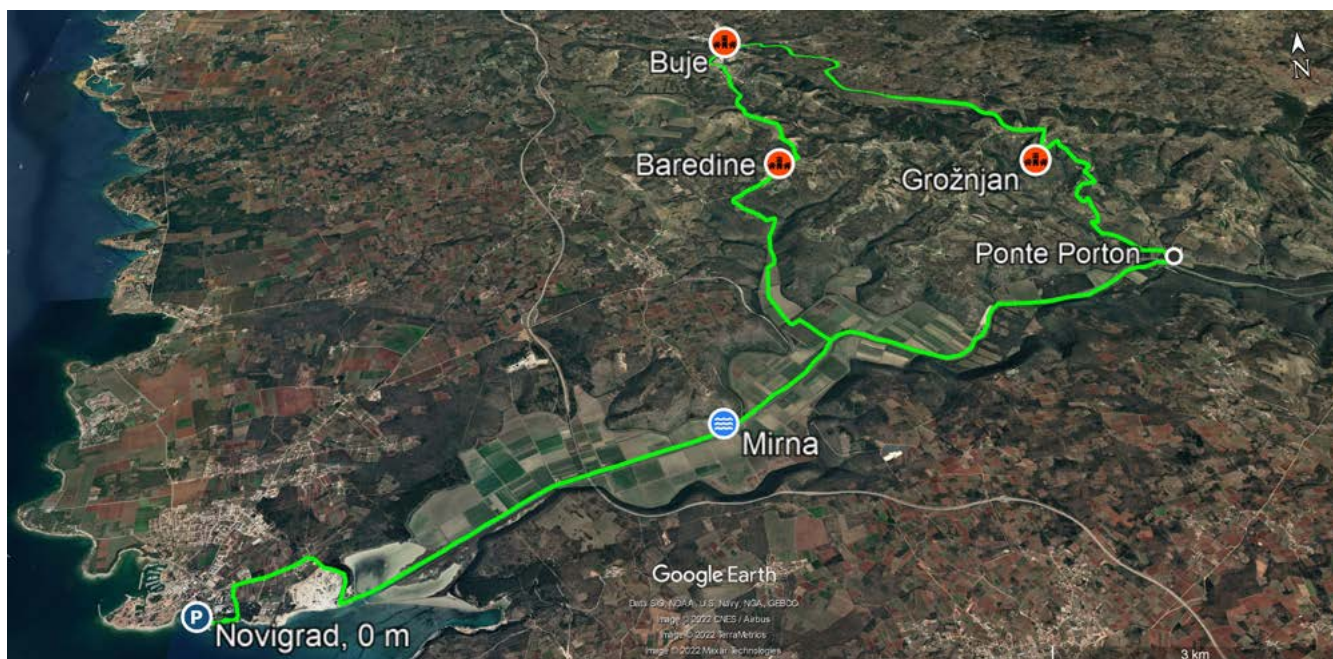 Buje
N
Baredine
Grožnjan
Ponte Porton
Mirna
Google Earth
Data SIO, NOAA, U.S. Navy, NGA, GEBCO
Image © 2022 CNES / Airbus
Image © 2022 TerraMetrics
Image © 2022 Maxar Technologies
P
Novigrad, 0 m
3 km